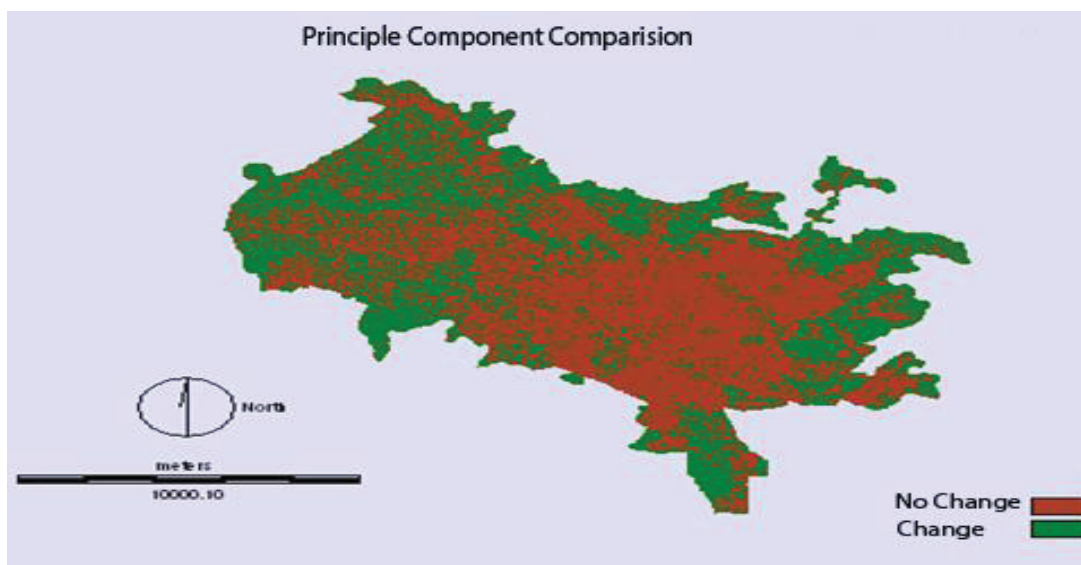 Principle Component Comparision
North
meters
10000.10
No Change
Change